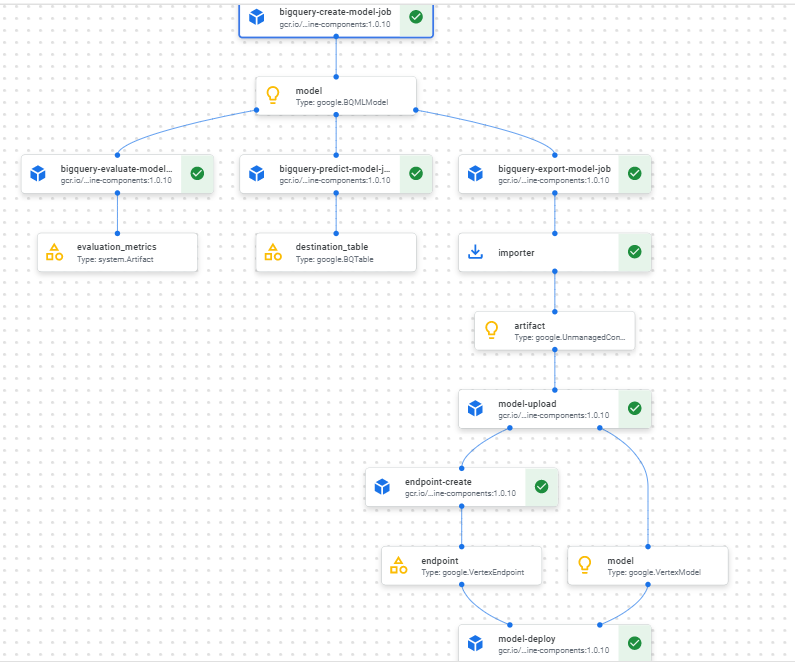 bigquery-create-model-job
gcr.io/...ine-components:1.0.10
model
Type: google.BQMLModel
bigquery-evaluate-model...
gcr.io/...ine-components:1.0.10
bigquery-predict-model-j...
gcr.io/...ine-components:1.0.10
bigquery-export-model-job
gcr.io/...ine-components:1.0.10
evaluation_metrics
Type: system.Artifact
destination_table
Type: google.BQTable
importer
artifact
Type: google.UnmanagedCon...
model-upload
gcr.io/...ine-components:1.0.10
endpoint-create
gcr.io/...ine-components:1.0.10
endpoint
Type: google.VertexEndpoint
model
Type: google.VertexModel
model-deploy
gcr.io/...ine-components:1.0.10